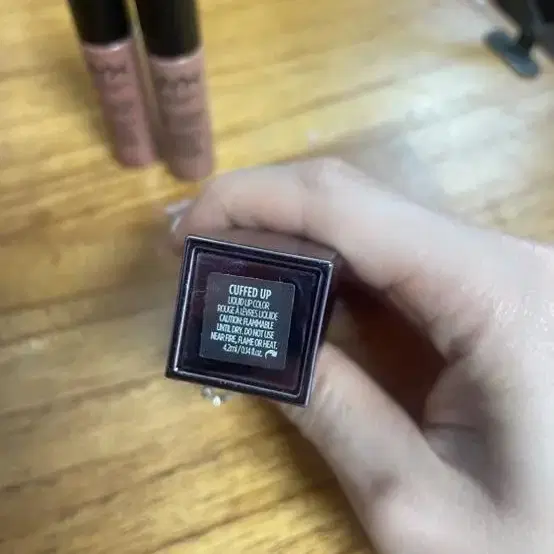 NYX
CUFFED UP
LIQUID LIP COLOR
ROUGE À LÈVRES LIQUIDE
CAUTION: FLAMMABLE
UNTIL DRY. DO NOT USE
NEAR FIRE, FLAME OR HEAT.
4.2ml / 0.14 fl.oz.